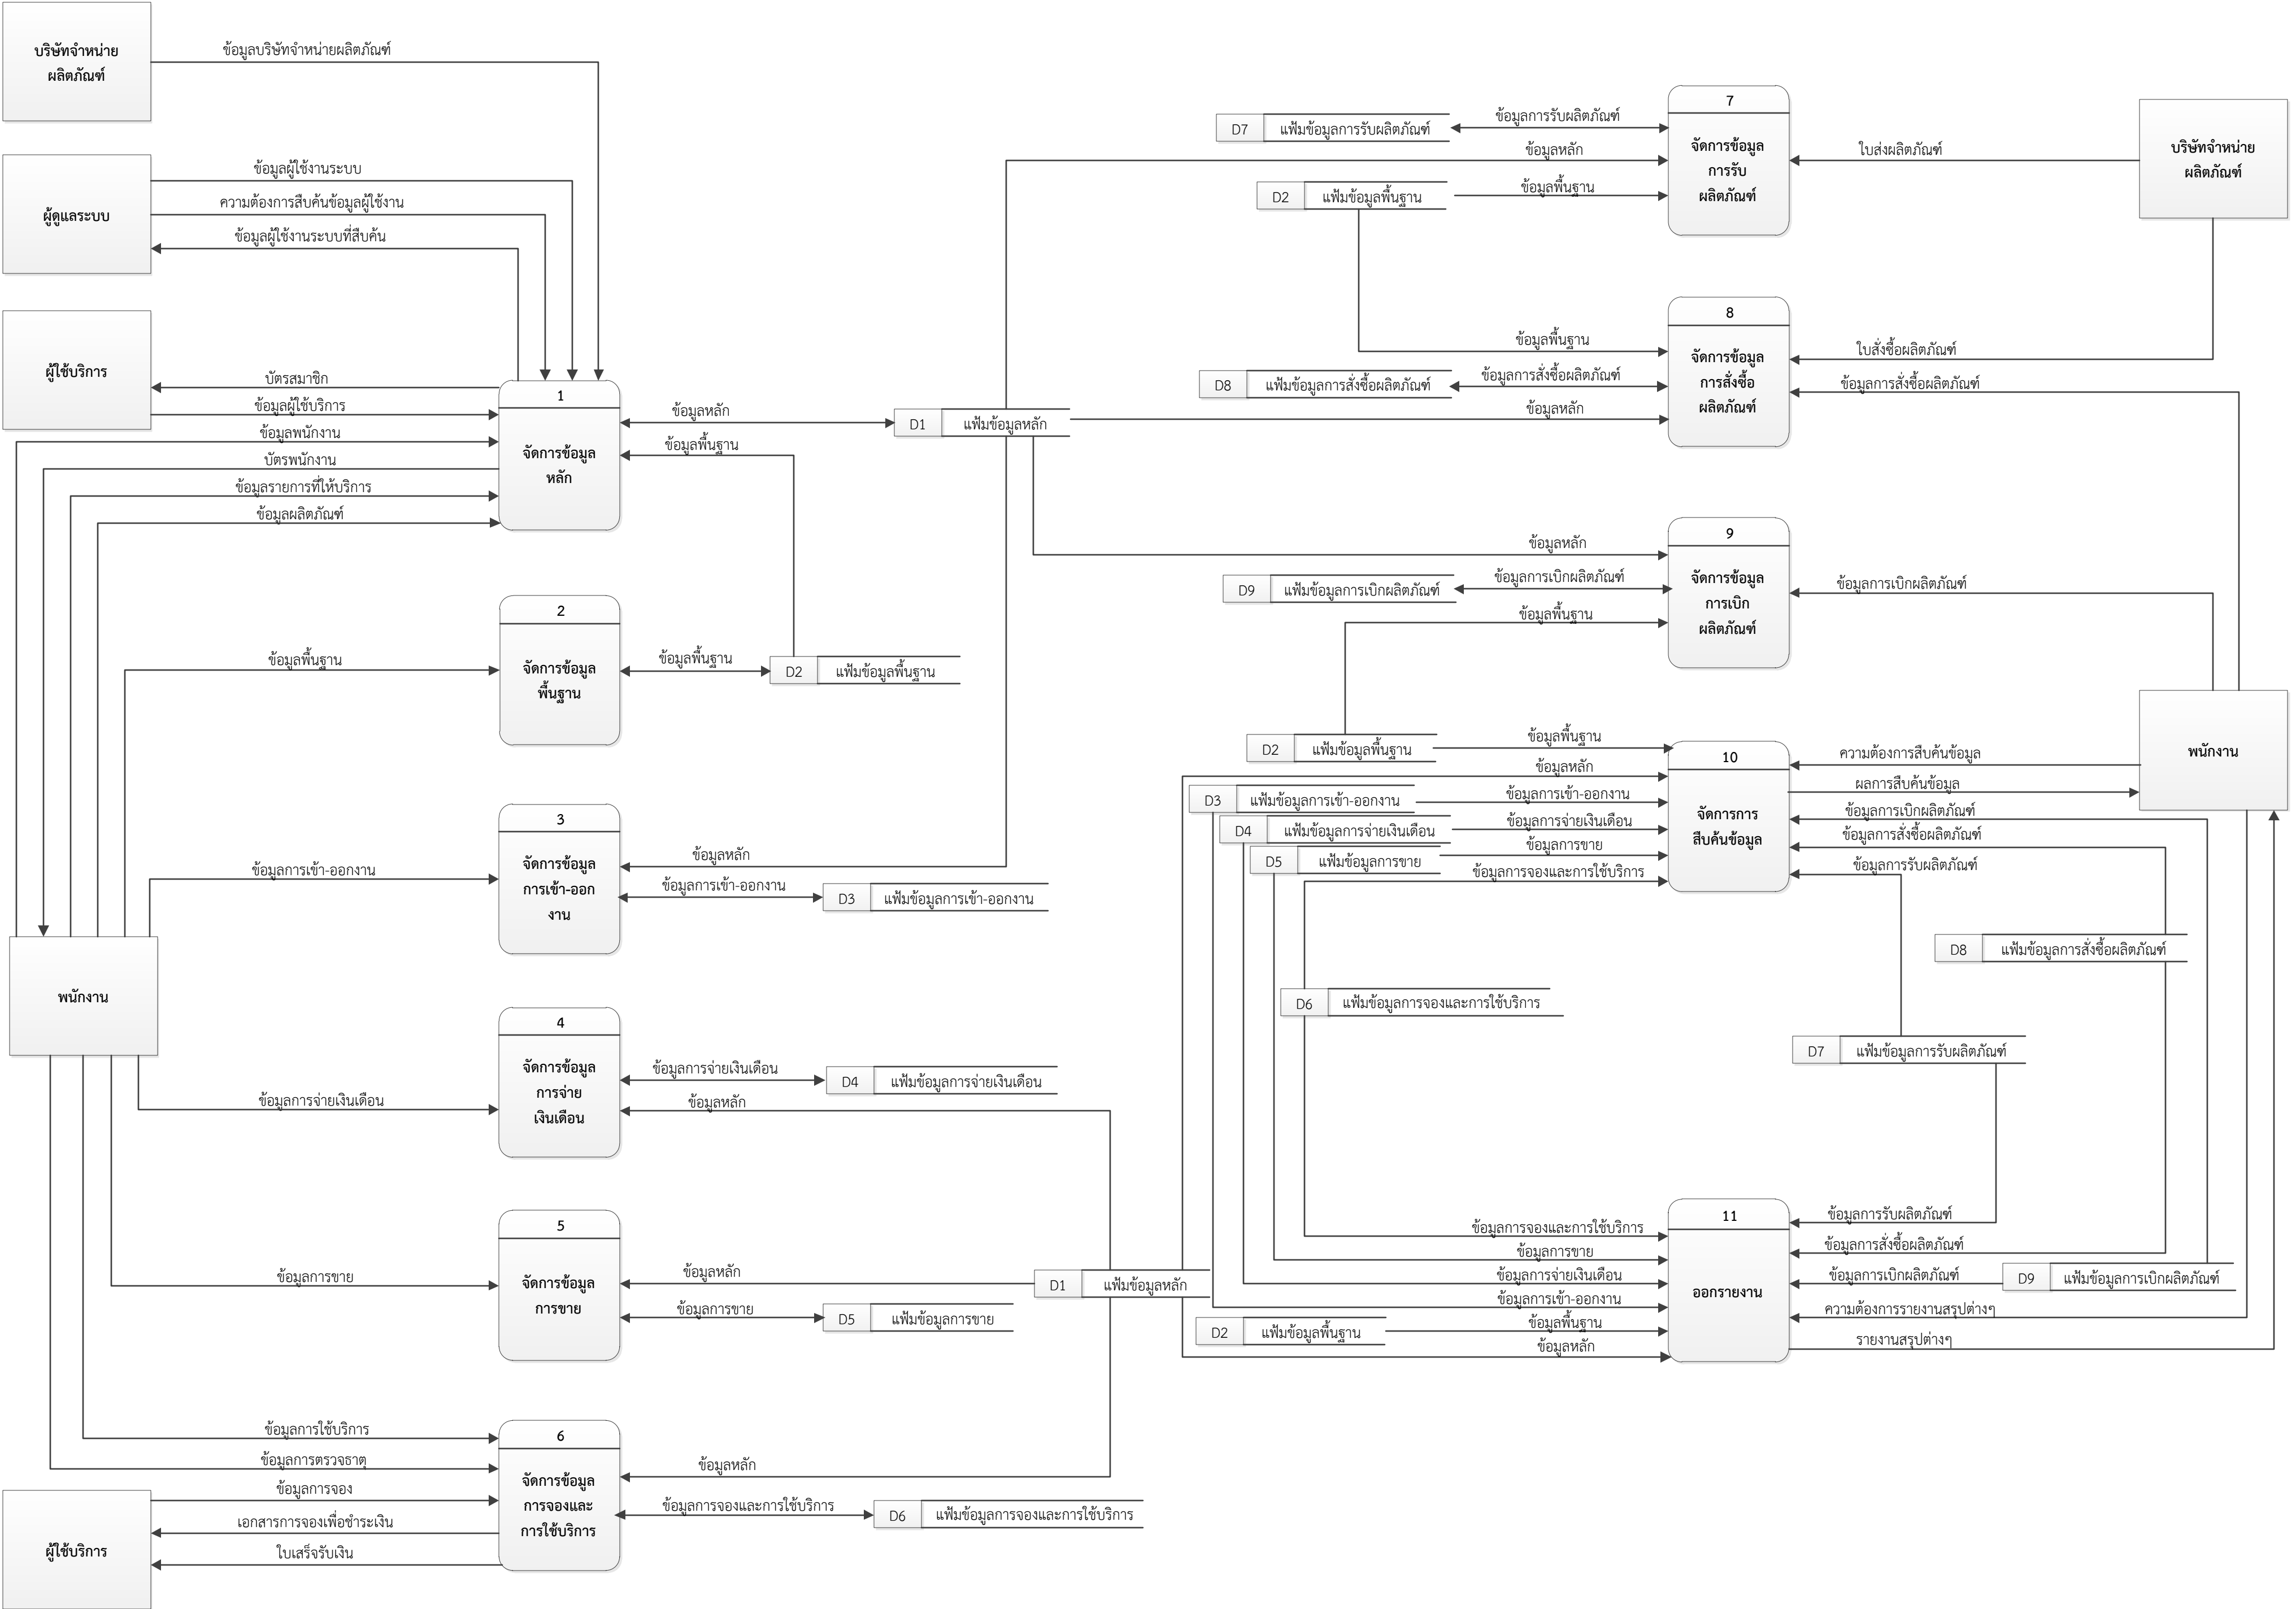 บริษัทจำหน่าย
ผลิตภัณฑ์
ข้อมูลบริษัทจำหน่ายผลิตภัณฑ์
ผู้ดูแลระบบ
ข้อมูลผู้ใช้งานระบบ
ความต้องการสืบค้นข้อมูลผู้ใช้งาน
ข้อมูลผู้ใช้งานระบบที่สืบค้น
ผู้ใช้บริการ
บัตรสมาชิก
ข้อมูลผู้ใช้บริการ
ข้อมูลพนักงาน
บัตรพนักงาน
ข้อมูลรายการที่ให้บริการ
ข้อมูลผลิตภัณฑ์
1
จัดการข้อมูล
หลัก
ข้อมูลหลัก
D1 แฟ้มข้อมูลหลัก
ข้อมูลพื้นฐาน
2
จัดการข้อมูล
พื้นฐาน
ข้อมูลพื้นฐาน
ข้อมูลพื้นฐาน
D2 แฟ้มข้อมูลพื้นฐาน
3
จัดการข้อมูล
การเข้า-ออก
งาน
ข้อมูลการเข้า-ออกงาน
ข้อมูลหลัก
ข้อมูลการเข้า-ออกงาน
D3 แฟ้มข้อมูลการเข้า-ออกงาน
พนักงาน
4
จัดการข้อมูล
การจ่าย
เงินเดือน
ข้อมูลการจ่ายเงินเดือน
ข้อมูลการจ่ายเงินเดือน
D4 แฟ้มข้อมูลการจ่ายเงินเดือน
ข้อมูลหลัก
5
จัดการข้อมูล
การขาย
ข้อมูลการขาย
ข้อมูลหลัก
D1 แฟ้มข้อมูลหลัก
ข้อมูลการขาย
D5 แฟ้มข้อมูลการขาย
6
จัดการข้อมูล
การจองและ
การใช้บริการ
ข้อมูลการใช้บริการ
ข้อมูลการตรวจธาตุ
ข้อมูลการจอง
เอกสารการจองเพื่อชำระเงิน
ใบเสร็จรับเงิน
ผู้ใช้บริการ
ข้อมูลหลัก
ข้อมูลการจองและการใช้บริการ
D6 แฟ้มข้อมูลการจองและการใช้บริการ
D7 แฟ้มข้อมูลการรับผลิตภัณฑ์
ข้อมูลการรับผลิตภัณฑ์
ข้อมูลหลัก
D2 แฟ้มข้อมูลพื้นฐาน
ข้อมูลพื้นฐาน
7
จัดการข้อมูล
การรับ
ผลิตภัณฑ์
ใบส่งผลิตภัณฑ์
บริษัทจำหน่าย
ผลิตภัณฑ์
ข้อมูลพื้นฐาน
D8 แฟ้มข้อมูลการสั่งซื้อผลิตภัณฑ์
ข้อมูลการสั่งซื้อผลิตภัณฑ์
ข้อมูลหลัก
8
จัดการข้อมูล
การสั่งซื้อ
ผลิตภัณฑ์
ใบสั่งซื้อผลิตภัณฑ์
ข้อมูลการสั่งซื้อผลิตภัณฑ์
ข้อมูลหลัก
D9 แฟ้มข้อมูลการเบิกผลิตภัณฑ์
ข้อมูลการเบิกผลิตภัณฑ์
ข้อมูลพื้นฐาน
9
จัดการข้อมูล
การเบิก
ผลิตภัณฑ์
ข้อมูลการเบิกผลิตภัณฑ์
พนักงาน
D2 แฟ้มข้อมูลพื้นฐาน
ข้อมูลพื้นฐาน
ข้อมูลหลัก
D3 แฟ้มข้อมูลการเข้า-ออกงาน
ข้อมูลการเข้า-ออกงาน
D4 แฟ้มข้อมูลการจ่ายเงินเดือน
ข้อมูลการจ่ายเงินเดือน
D5 แฟ้มข้อมูลการขาย
ข้อมูลการขาย
ข้อมูลการจองและการใช้บริการ
10
จัดการการ
สืบค้นข้อมูล
ความต้องการสืบค้นข้อมูล
ผลการสืบค้นข้อมูล
ข้อมูลการเบิกผลิตภัณฑ์
ข้อมูลการสั่งซื้อผลิตภัณฑ์
ข้อมูลการรับผลิตภัณฑ์
D8 แฟ้มข้อมูลการสั่งซื้อผลิตภัณฑ์
D6 แฟ้มข้อมูลการจองและการใช้บริการ
D7 แฟ้มข้อมูลการรับผลิตภัณฑ์
11
ออกรายงาน
ข้อมูลการจองและการใช้บริการ
ข้อมูลการขาย
ข้อมูลการจ่ายเงินเดือน
ข้อมูลการเข้า-ออกงาน
D2 แฟ้มข้อมูลพื้นฐาน
ข้อมูลพื้นฐาน
ข้อมูลหลัก
ข้อมูลการรับผลิตภัณฑ์
ข้อมูลการสั่งซื้อผลิตภัณฑ์
ข้อมูลการเบิกผลิตภัณฑ์
D9 แฟ้มข้อมูลการเบิกผลิตภัณฑ์
ความต้องการรายงานสรุปต่างๆ
รายงานสรุปต่างๆ